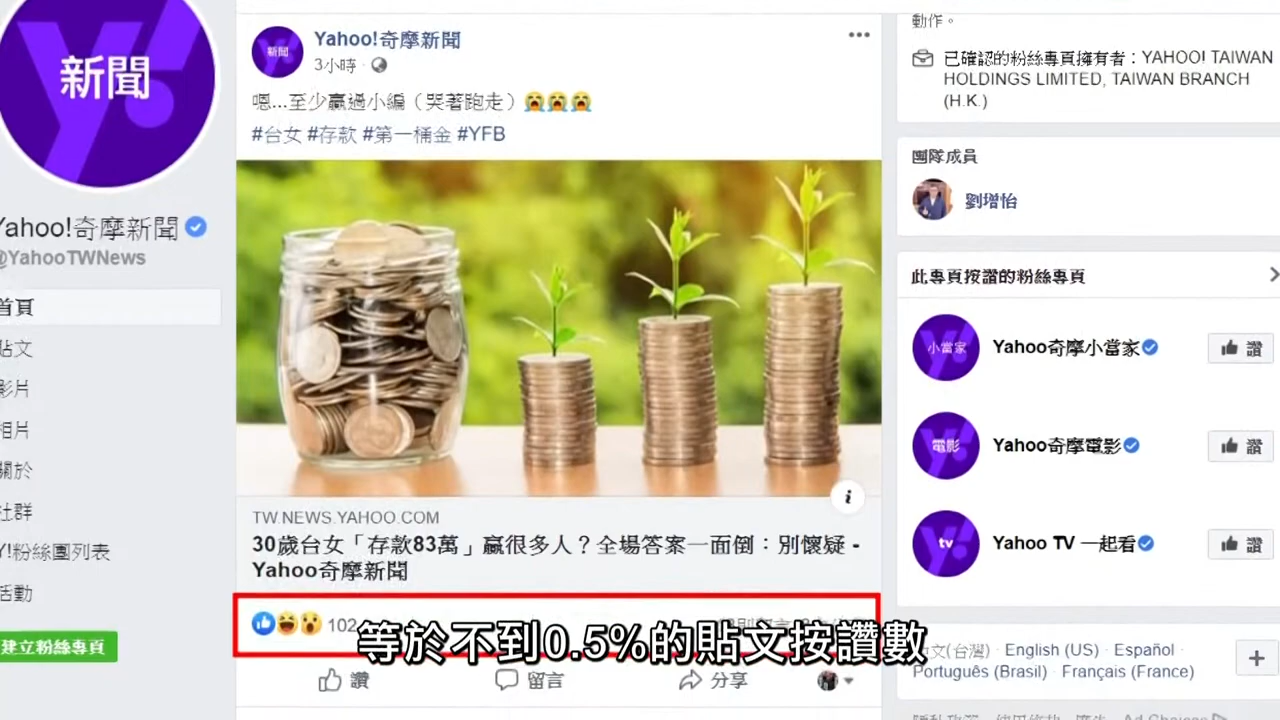 新聞
Yahoo!奇摩新聞
@YahooTWNews
首頁
貼文
影片
相片
關於
社群
Y!粉絲團列表
活動
建立粉絲專頁
新聞
Yahoo!奇摩新聞
3小時
嗯...至少贏過小編（哭著跑走）😭😭😭
#台女 #存款 #第一桶金 #YFB
TW.NEWS.YAHOO.COM
30歲台女「存款83萬」贏很多人？全場答案一面倒：別懷疑 -
Yahoo奇摩新聞
102
等於不到0.5%的貼文按讚數
讚
留言
分享
動作。
已確認的粉絲專頁擁有者：YAHOO! TAIWAN
HOLDINGS LIMITED, TAIWAN BRANCH
(H.K.)
團隊成員
劉增怡
此專頁按讚的粉絲專頁
小當家
Yahoo奇摩小當家
讚
電影
Yahoo奇摩電影
讚
tv
Yahoo TV 一起看
讚
中文(台灣) · English (US) · Español ·
Português (Brasil) · Français (France)